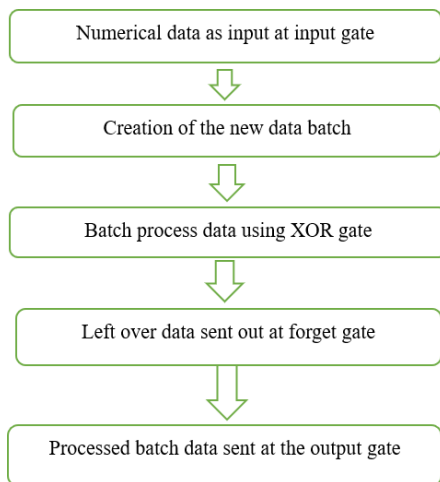 Numerical data as input at input gate
Creation of the new data batch
Batch process data using XOR gate
Left over data sent out at forget gate
Processed batch data sent at the output gate